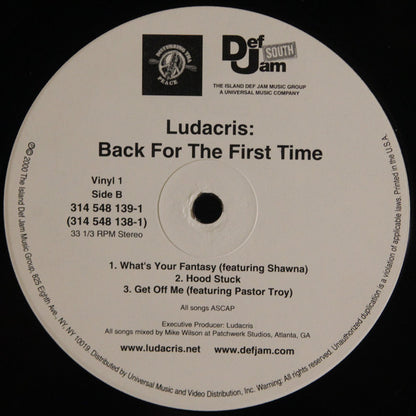 DISTURBING THA
PEACE
Def
Jam
SOUTH
THE ISLAND DEF JAM MUSIC GROUP
A UNIVERSAL MUSIC COMPANY
Ludacris:
Back For The First Time
Vinyl 1
Side B
314 548 139-1
(314 548 138-1)
33 1/3 RPM Stereo
1. What's Your Fantasy (featuring Shawna)
2. Hood Stuck
3. Get Off Me (featuring Pastor Troy)
All songs ASCAP
Executive Producer: Ludacris
All songs mixed by Mike Wilson at Patchwerk Studios, Atlanta, GA
www.ludacris.net www.defjam.com
℗© 2000 The Island Def Jam Music Group, 825 Eighth Ave., NY, NY 10019. Distributed by Universal Music and Video Distribution, Inc. Warning: All rights reserved. Unauthorized duplication is a violation of applicable laws. Printed in the U.S.A.